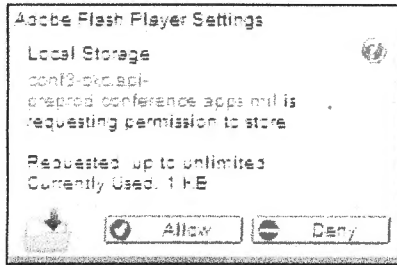 Adobe Flash Player Settings
Local Storage
preprod.conference.apps.mil is
requesting permission to store
Requested: up to unlimited
Currently Used: 1 KB
Allow
Deny